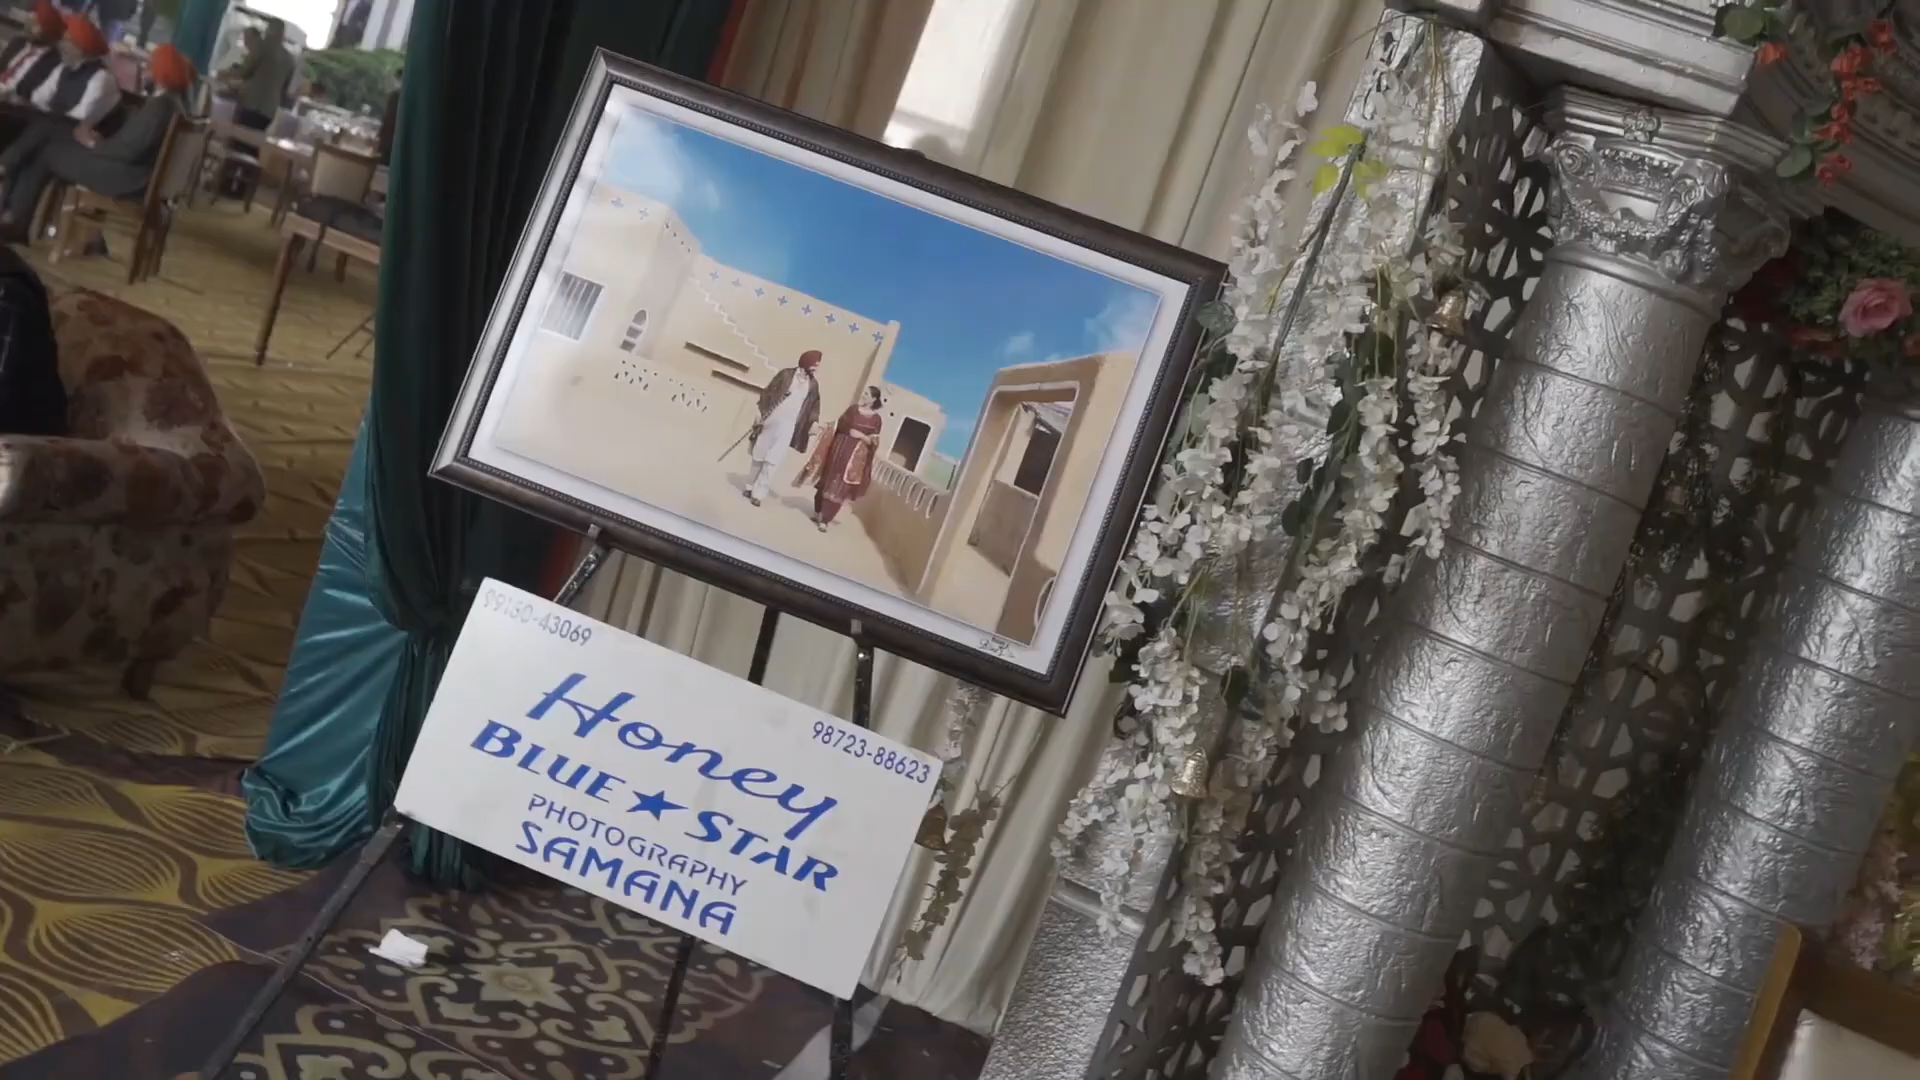 99150-43069
98723-88623
Honey
BLUE ★ STAR
PHOTOGRAPHY
SAMANA